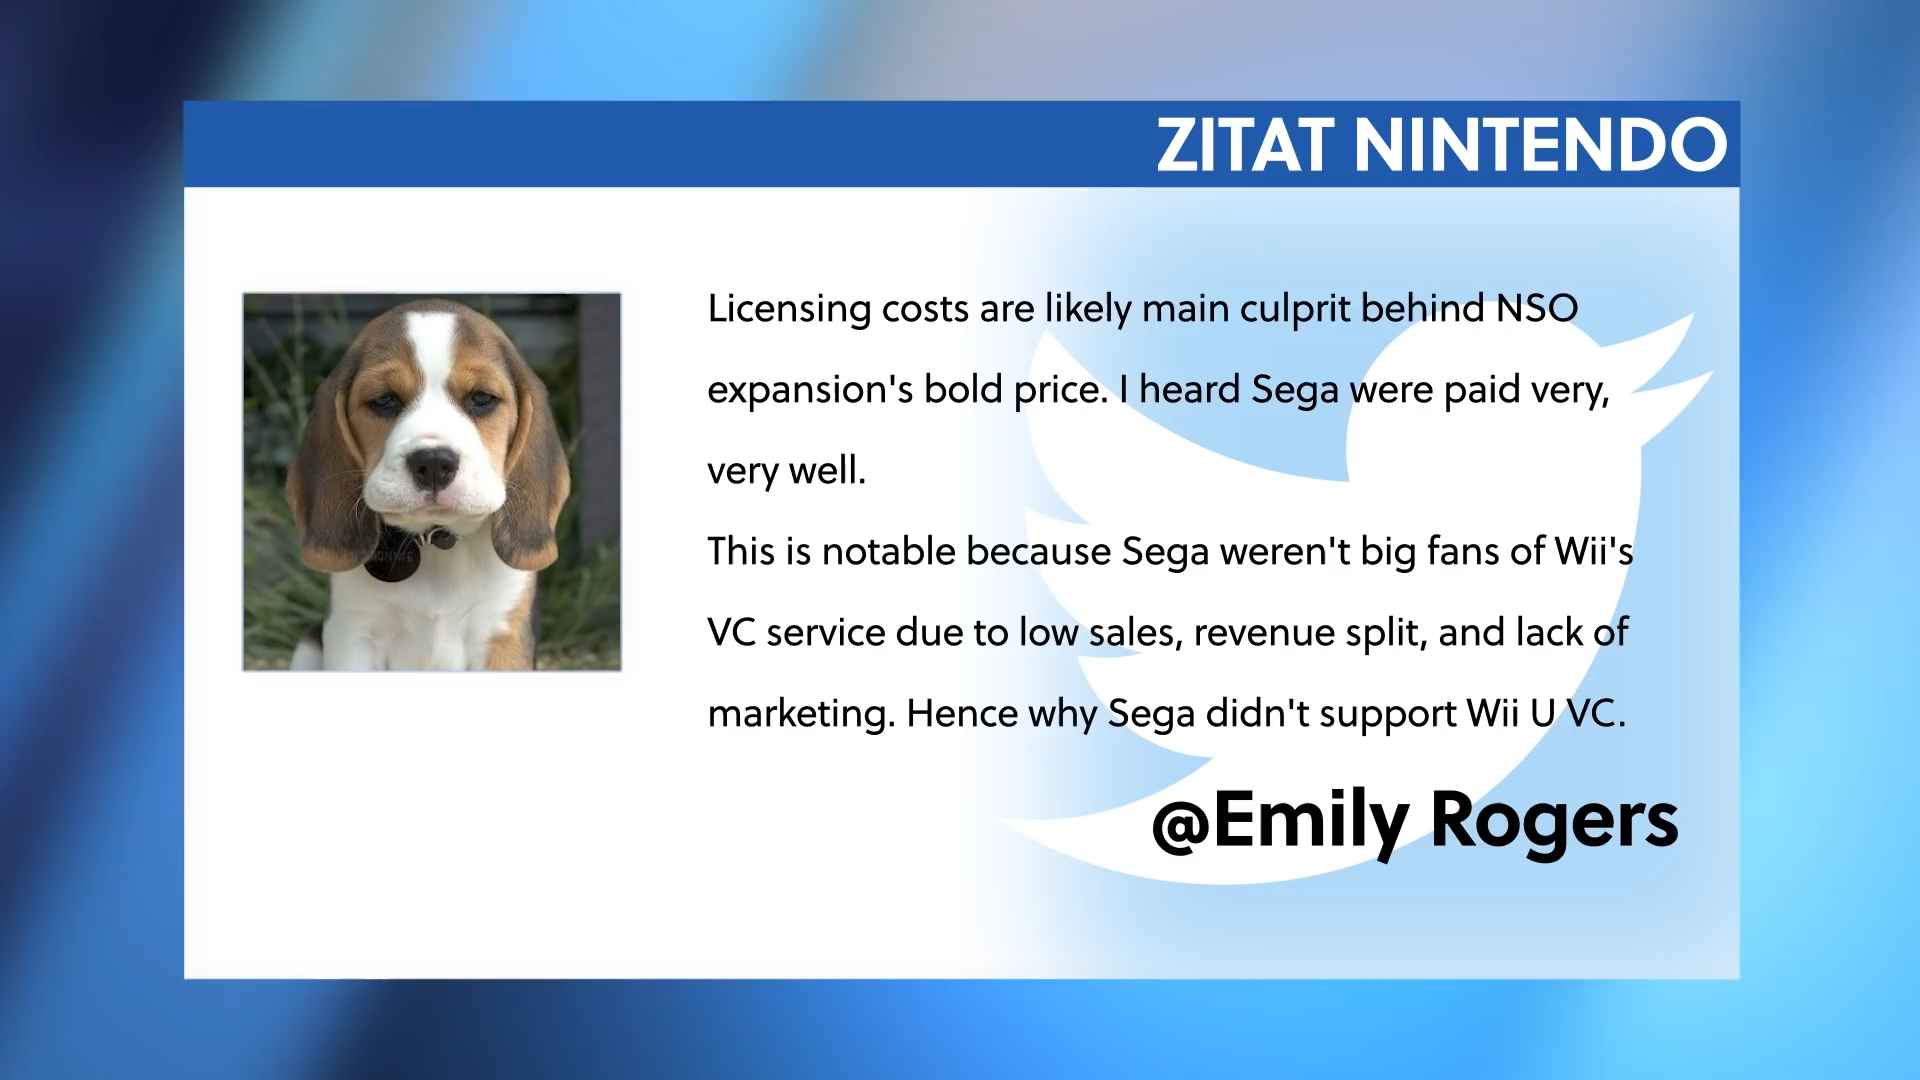 ZITAT NINTENDO
Licensing costs are likely main culprit behind NSO
expansion's bold price. I heard Sega were paid very,
very well.
This is notable because Sega weren't big fans of Wii's
VC service due to low sales, revenue split, and lack of
marketing. Hence why Sega didn't support Wii U VC.
@Emily Rogers